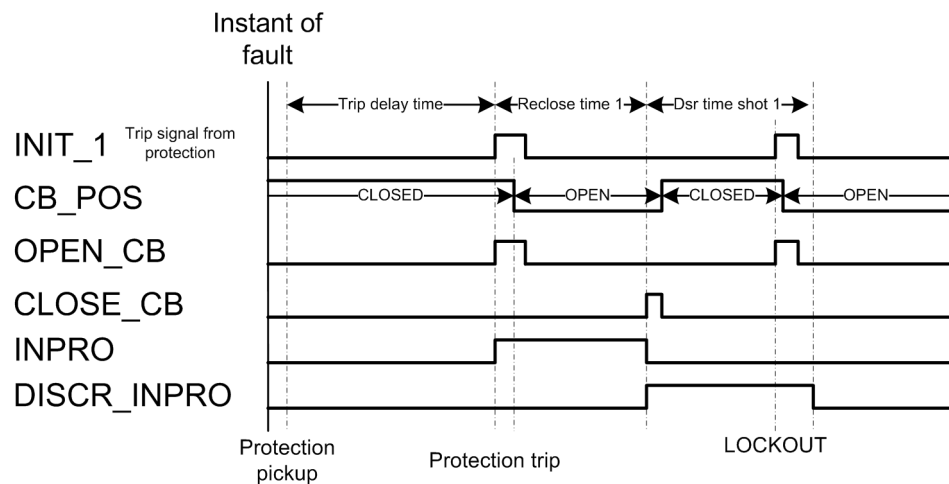 Instant of
fault
Trip delay time
Reclose time 1
Dsr time shot 1
INIT_1
Trip signal from
protection
CB_POS
CLOSED
OPEN
CLOSED
OPEN
OPEN_CB
CLOSE_CB
INPRO
DISCR_INPRO
Protection
pickup
Protection trip
LOCKOUT